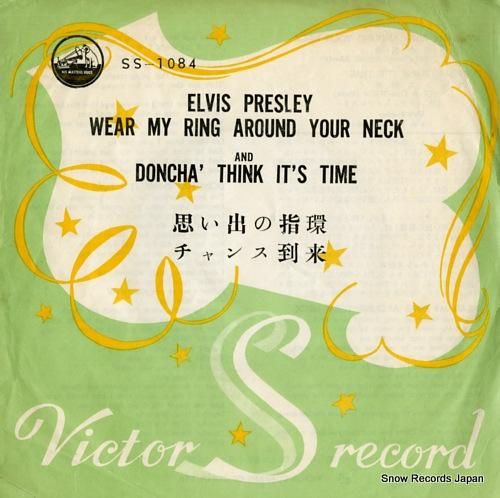 SS-1084
HIS MASTERS VOICE
ELVIS PRESLEY
WEAR MY RING AROUND YOUR NECK
AND
DONCHA' THINK IT'S TIME
思い出の指環
チャンス到来
Victor S record
Snow Records Japan